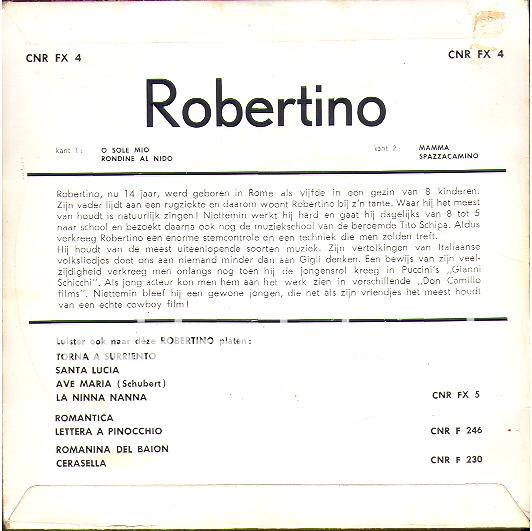 CNR FX 4 CNR FX 4
Robertino
kant 1: O SOLE MIO kant 2: MAMMA
RONDINE AL NIDO SPAZZACAMINO
Robertino, nu 14 jaar, werd geboren in Rome als vijfde in een gezin van 8 kinderen.
Zijn vader lijdt aan een rugziekte en daarom woont Robertino bij z'n tante. Waar hij het meest
van houdt is natuurlijk zingen! Niettemin werkt hij hard en gaat hij dagelijks van 8 tot 5
naar school en bezoekt daarna ook nog de muziekschool van de beroemde Tito Schipa. Aldus
verkreeg Robertino een enorme stemcontrole en een techniek die men zelden treft.
Hij houdt van de meest uiteenlopende soorten muziek. Zijn vertolkingen van Italiaanse
volksliedjes doet ons aan niemand minder dan aan Gigli denken. Een bewijs van zijn veel-
zijdigheid verkreeg men onlangs nog toen hij de jongensrol kreeg in Puccini's „Gianni
Schicchi". Als jong acteur kon men hem aan het werk zien in verschillende „Don Camillo
films". Niettemin bleef hij een gewone jongen, die net als zijn vriendjes het meest houdt
van een echte cowboy film!
Luister ook naar déze ROBERTINO platen:
TORNA A SURRIENTO
SANTA LUCIA
AVE MARIA (Schubert)
LA NINNA NANNA CNR FX 5
ROMANTICA
LETTERA A PINOCCHIO CNR F 246
ROMANINA DEL BAION
CERASELLA CNR F 230